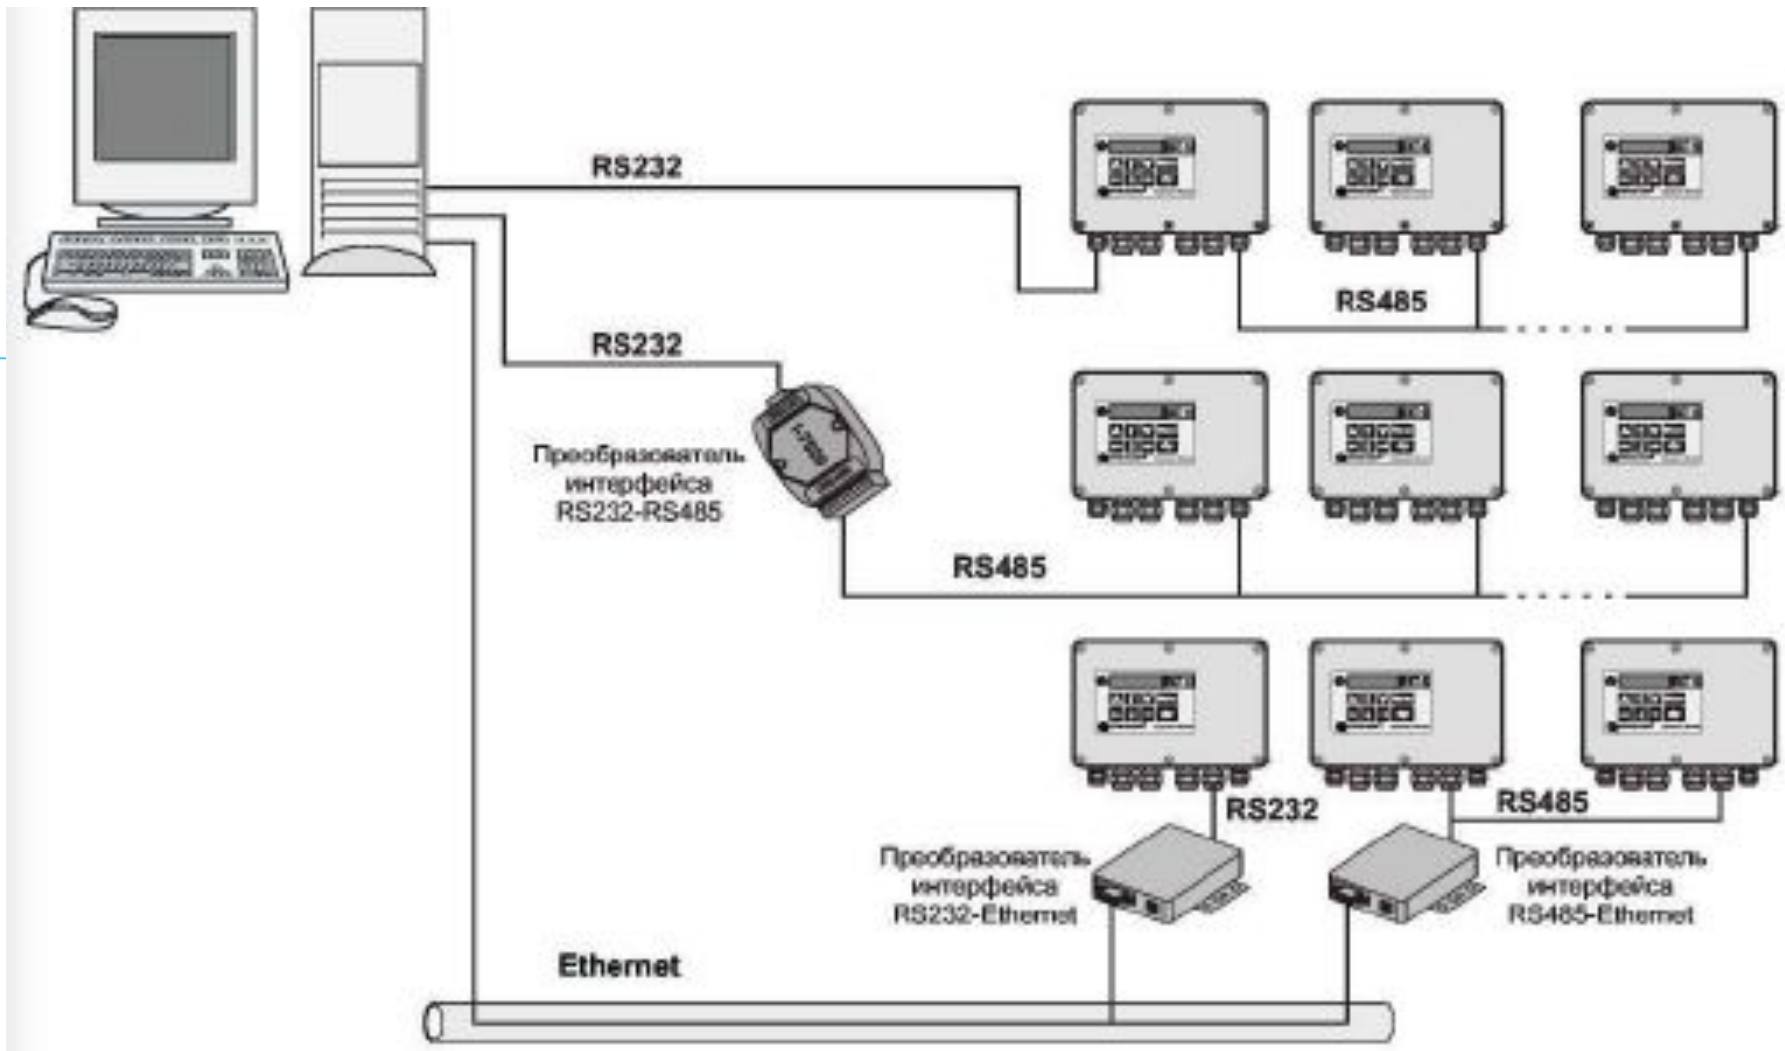 RS232
RS485
RS232
Преобразователь
интерфейса
RS232-RS485
RS485
RS232
RS485
Преобразователь
интерфейса
RS232-Ethernet
Преобразователь
интерфейса
RS485-Ethernet
Ethernet